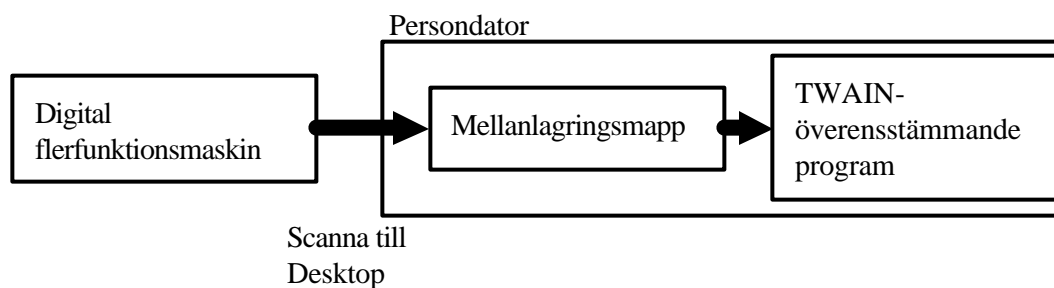 Persondator
Digital
flerfunktionsmaskin
Mellanlagringsmapp
TWAIN-
överensstämmande
program
Scanna till
Desktop